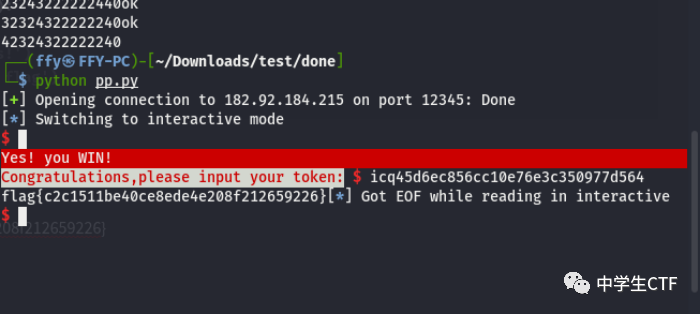 23243222222440ok
32324322222240ok
42324322222240
(ffy㉿FFY-PC)-[~/Downloads/test/done]
$ python pp.py
[+] Opening connection to 182.92.184.215 on port 12345: Done
[*] Switching to interactive mode
$
Yes! you WIN!
Congratulations,please input your token: $ icq45d6ec856cc10e76e3c350977d564
flag{c2c1511be40ce8ede4e208f212659226}[*] Got EOF while reading in interactive
$
208f212659226}
中学生CTF